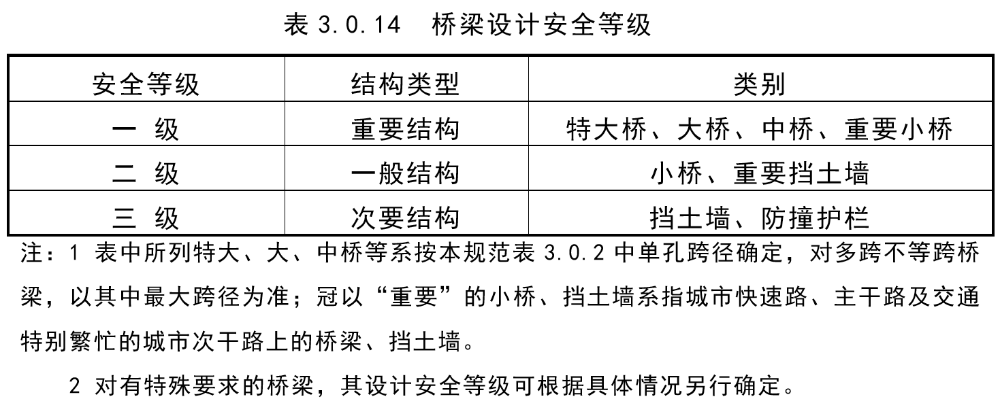 表 3.0.14 桥梁设计安全等级
安全等级 结构类型 类别
一 级 重要结构 特大桥、大桥、中桥、重要小桥
二 级 一般结构 小桥、重要挡土墙
三 级 次要结构 挡土墙、防撞护栏
注：1 表中所列特大、大、中桥等系按本规范表 3.0.2 中单孔跨径确定，对多跨不等跨桥
梁，以其中最大跨径为准；冠以“重要”的小桥、挡土墙系指城市快速路、主干路及交通
特别繁忙的城市次干路上的桥梁、挡土墙。
2 对有特殊要求的桥梁，其设计安全等级可根据具体情况另行确定。